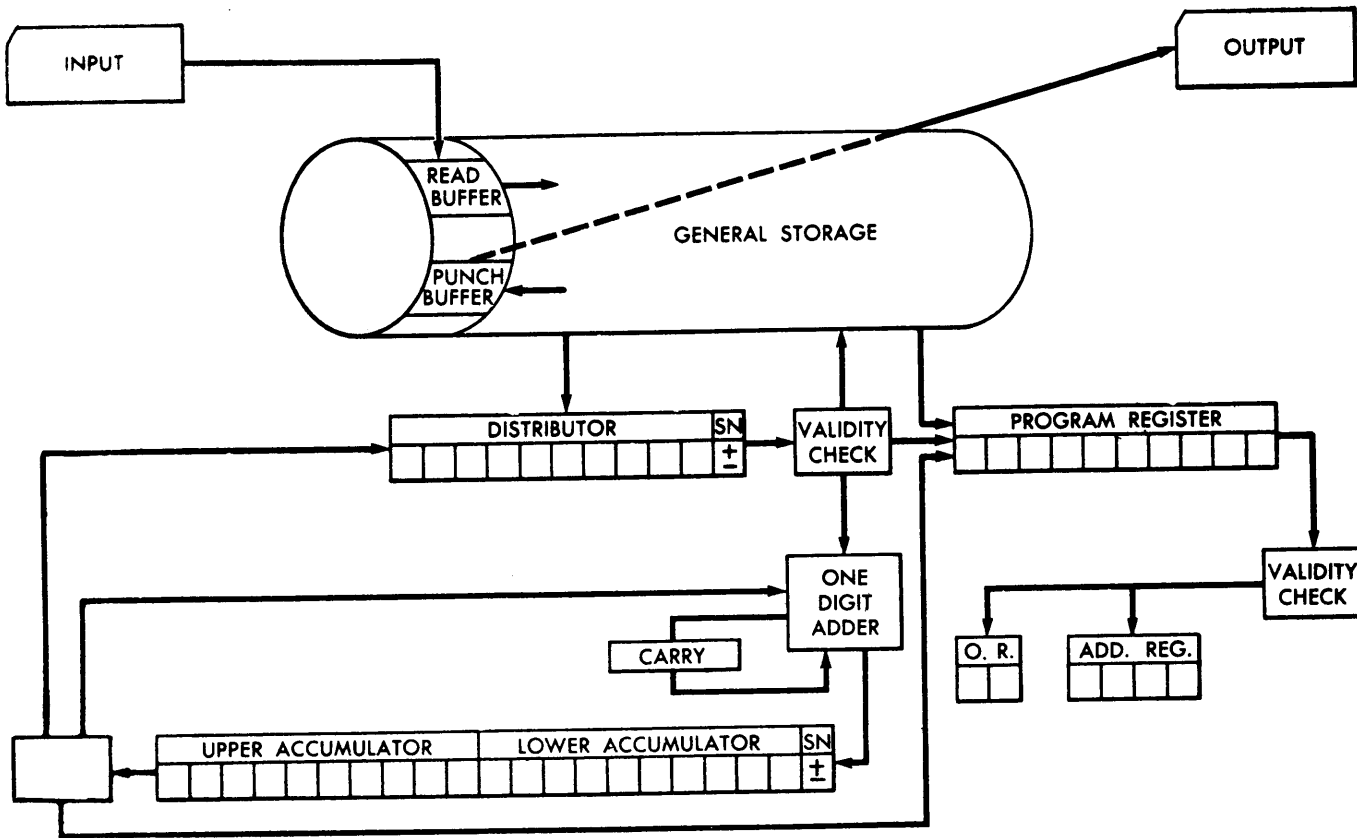 INPUT
OUTPUT
READ
BUFFER
GENERAL STORAGE
PUNCH
BUFFER
DISTRIBUTOR
SN
±
VALIDITY
CHECK
PROGRAM REGISTER
ONE
DIGIT
ADDER
VALIDITY
CHECK
CARRY
O. R.
ADD. REG.
UPPER ACCUMULATOR
LOWER ACCUMULATOR
SN
±